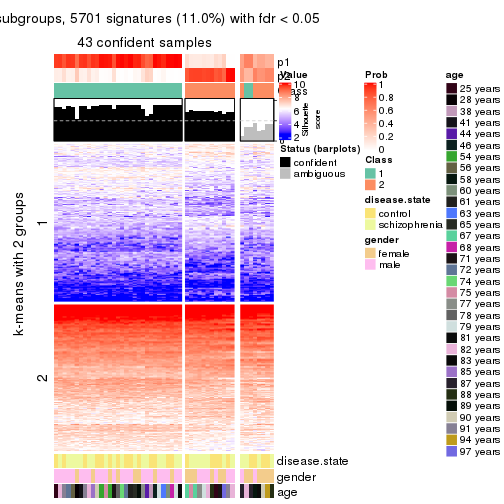 subgroups, 5701 signatures (11.0%) with fdr < 0.05
43 confident samples
p1
p2
Class
k-means with 2 groups
1
2
Value
10
8
6
4
2
Silhouette
score
Status (barplots)
confident
ambiguous
Prob
1
0.8
0.6
0.4
0.2
0
Class
1
2
disease.state
control
schizophrenia
gender
female
male
age
25 years
28 years
38 years
41 years
44 years
46 years
54 years
56 years
58 years
60 years
61 years
63 years
65 years
67 years
68 years
71 years
72 years
74 years
75 years
77 years
78 years
79 years
81 years
82 years
83 years
85 years
87 years
88 years
89 years
90 years
91 years
94 years
97 years
disease.state
gender
age